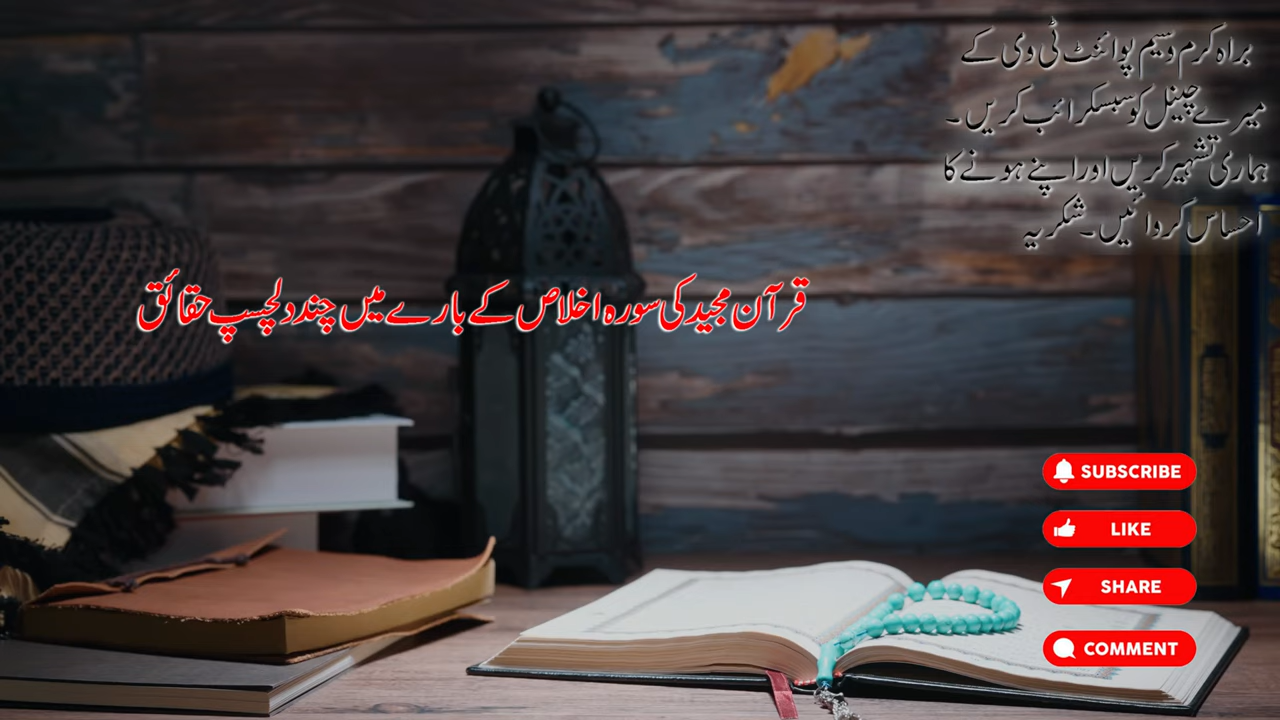 براہ کرم وسیم پوائنٹ ٹی وی کے
میرے چینل کو سبسکرائب کریں۔
ہماری تشہیر کریں اور اپنے ہونے کا
احساس کروائیں۔ شکریہ
قرآن مجید کی سورہ اخلاص کے بارے میں چند دلچسپ حقائق
SUBSCRIBE
LIKE
SHARE
COMMENT